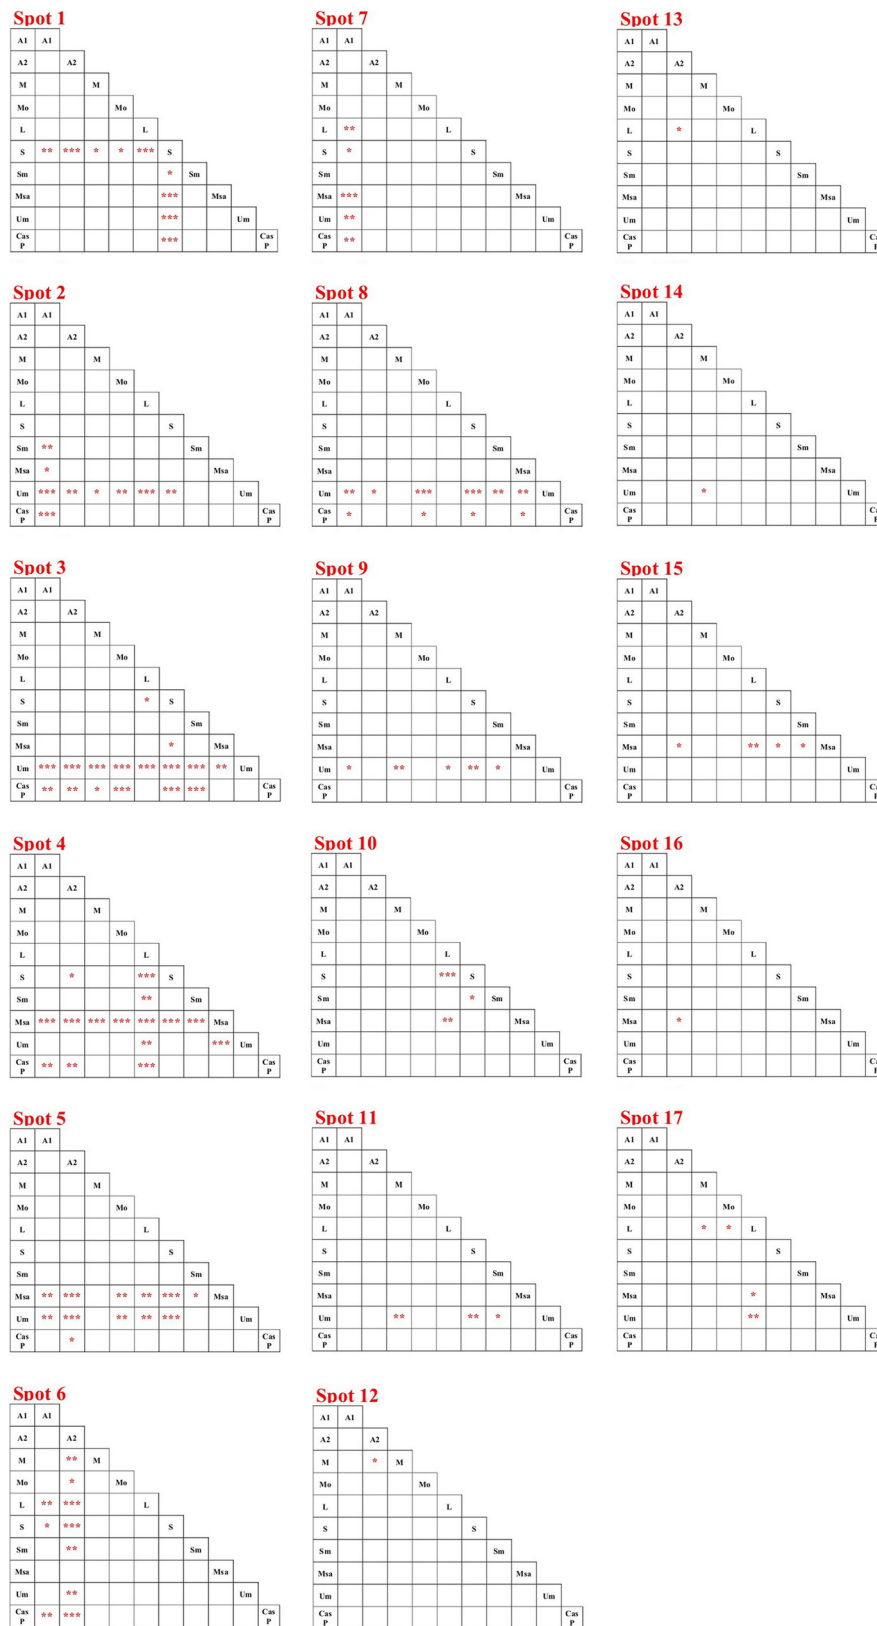 Spot 1
A1 A1
A2 A2
M M
Mo Mo
L L
S ** *** * * *** S
Sm * Sm
Msa *** Msa
Um *** Um
Cas *** Cas
P P
Spot 2
A1 A1
A2 A2
M M
Mo Mo
L L
S S
Sm ** Sm
Msa * Msa
Um *** ** * ** *** ** Um
Cas *** Cas
P P
Spot 3
A1 A1
A2 A2
M M
Mo Mo
L L
S * S
Sm Sm
Msa * Msa
Um *** *** *** *** *** *** *** ** Um
Cas ** ** * *** *** *** Cas
P P
Spot 4
A1 A1
A2 A2
M M
Mo Mo
L L
S * *** S
Sm ** Sm
Msa *** *** *** *** *** *** *** Msa
Um ** *** Um
Cas ** ** *** Cas
P P
Spot 5
A1 A1
A2 A2
M M
Mo Mo
L L
S S
Sm Sm
Msa ** *** ** ** *** * Msa
Um ** *** ** ** *** Um
Cas * Cas
P P
Spot 6
A1 A1
A2 A2
M ** M
Mo * Mo
L ** *** L
S * *** S
Sm ** Sm
Msa Msa
Um ** Um
Cas ** *** Cas
P P
Spot 7
A1 A1
A2 A2
M M
Mo Mo
L ** L
S * S
Sm Sm
Msa *** Msa
Um ** Um
Cas ** Cas
P P
Spot 8
A1 A1
A2 A2
M M
Mo Mo
L L
S S
Sm Sm
Msa Msa
Um ** * *** *** ** ** Um
Cas * * * * Cas
P P
Spot 9
A1 A1
A2 A2
M M
Mo Mo
L L
S S
Sm Sm
Msa Msa
Um * ** * ** * Um
Cas Cas
P P
Spot 10
A1 A1
A2 A2
M M
Mo Mo
L L
S *** S
Sm * Sm
Msa ** Msa
Um Um
Cas Cas
P P
Spot 11
A1 A1
A2 A2
M M
Mo Mo
L L
S S
Sm Sm
Msa Msa
Um ** ** * Um
Cas Cas
P P
Spot 12
A1 A1
A2 A2
M * M
Mo Mo
L L
S S
Sm Sm
Msa Msa
Um Um
Cas Cas
P P
Spot 13
A1 A1
A2 A2
M M
Mo Mo
L * L
S S
Sm Sm
Msa Msa
Um Um
Cas Ca
P P
Spot 14
A1 A1
A2 A2
M M
Mo Mo
L L
S S
Sm Sm
Msa Msa
Um * Um
Cas Ca
P P
Spot 15
A1 A1
A2 A2
M M
Mo Mo
L L
S S
Sm Sm
Msa * ** * * Msa
Um Um
Cas Ca
P P
Spot 16
A1 A1
A2 A2
M M
Mo Mo
L L
S S
Sm Sm
Msa * Msa
Um Um
Cas Ca
P P
Spot 17
A1 A1
A2 A2
M M
Mo Mo
L * * L
S S
Sm Sm
Msa * Msa
Um ** Um
Cas Ca
P P